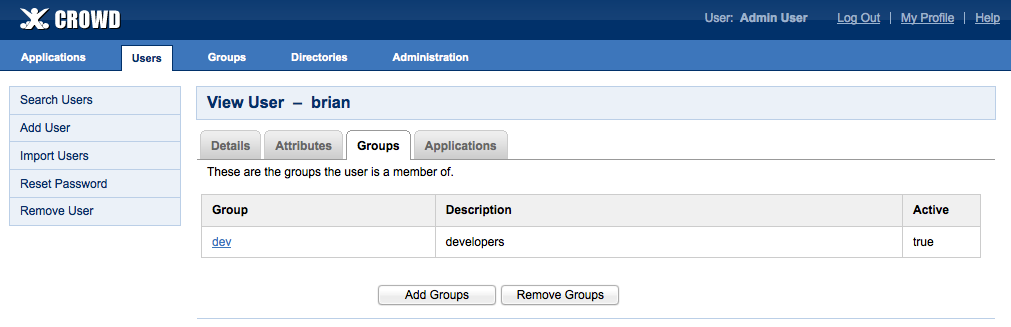 CROWD
User: Admin User Log Out | My Profile | Help
Applications Users Groups Directories Administration
Search Users
Add User
Import Users
Reset Password
Remove User
View User – brian
Details Attributes Groups Applications
These are the groups the user is a member of.
Group Description Active
dev developers true
Add Groups Remove Groups